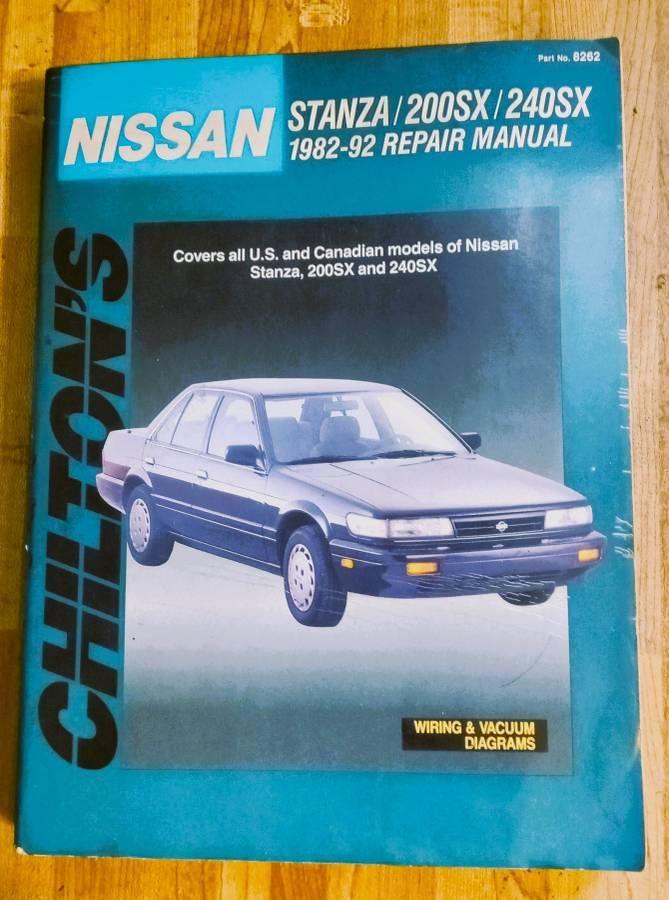 Part No. 8262
NISSAN
STANZA/200SX/240SX
1982-92 REPAIR MANUAL
CHILTON'S
Covers all U.S. and Canadian models of Nissan
Stanza, 200SX and 240SX
WIRING & VACUUM
DIAGRAMS